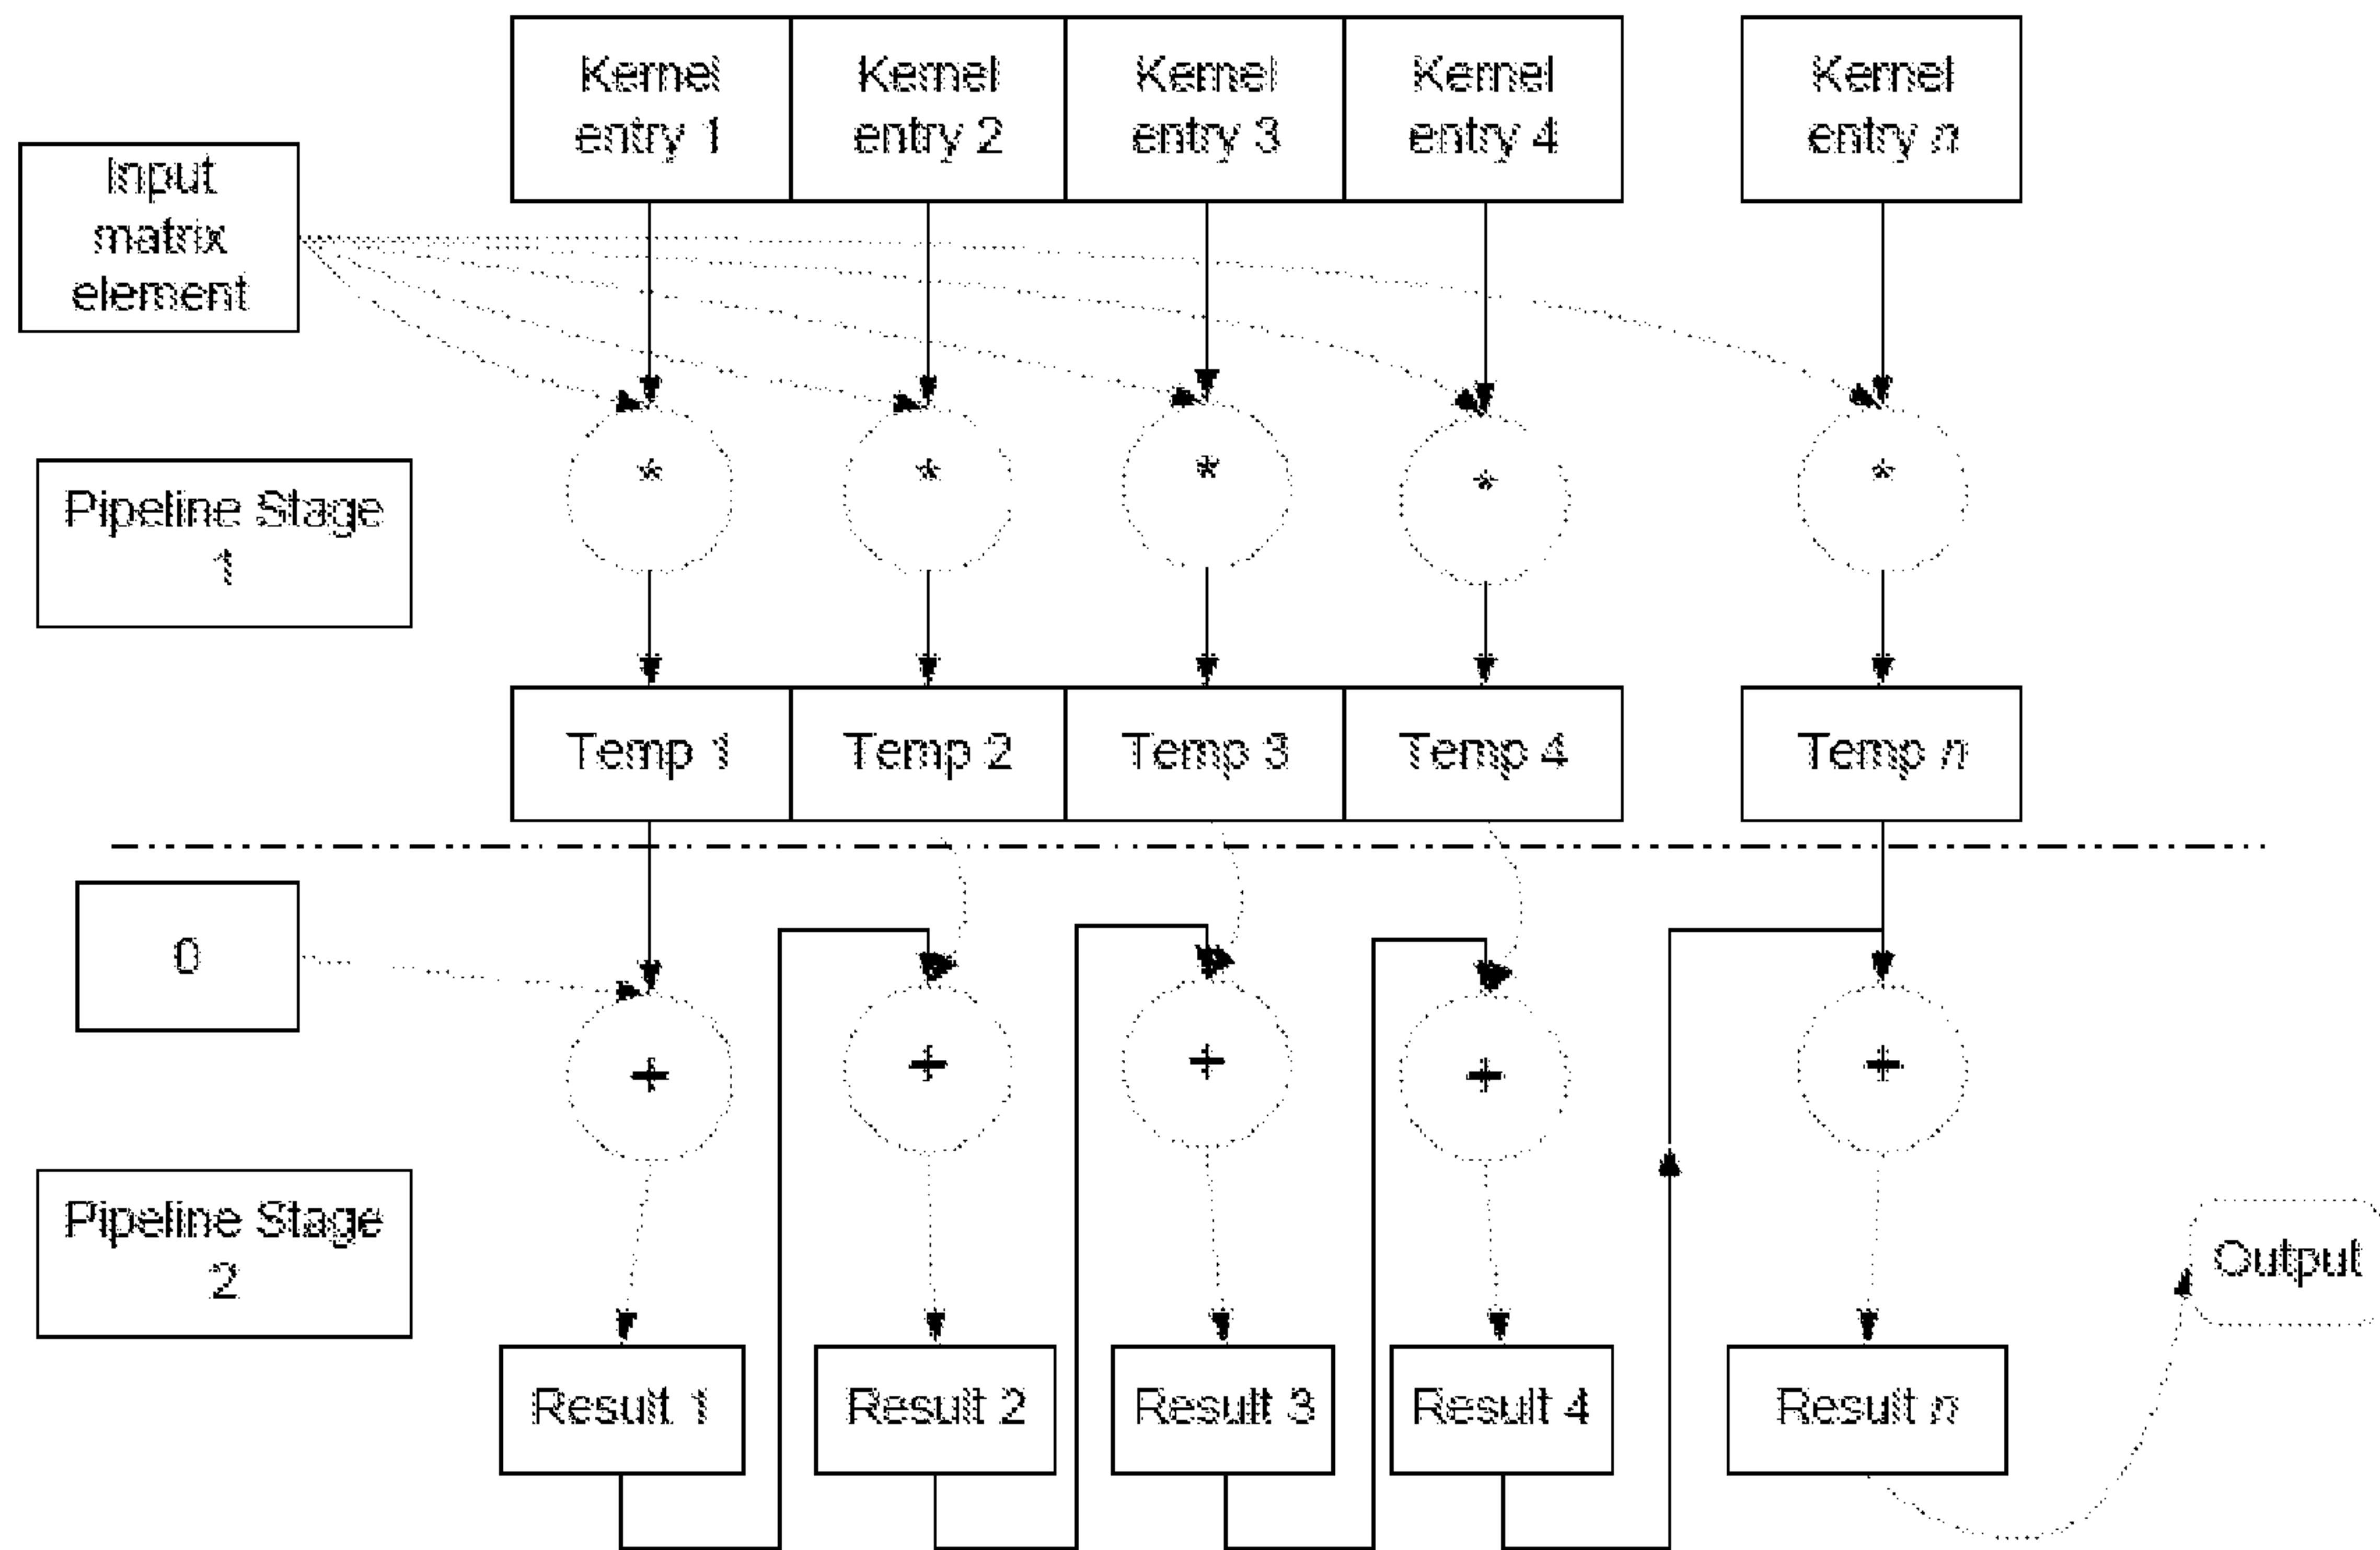 Kernel
entry 1
Kernel
entry 2
Kernel
entry 3
Kernel
entry 4
Kernel
entry n
Input
matrix
element
*
*
*
*
*
Pipeline Stage
1
Temp 1
Temp 2
Temp 3
Temp 4
Temp n
0
+
+
+
+
+
Pipeline Stage
2
Output
Result 1
Result 2
Result 3
Result 4
Result n